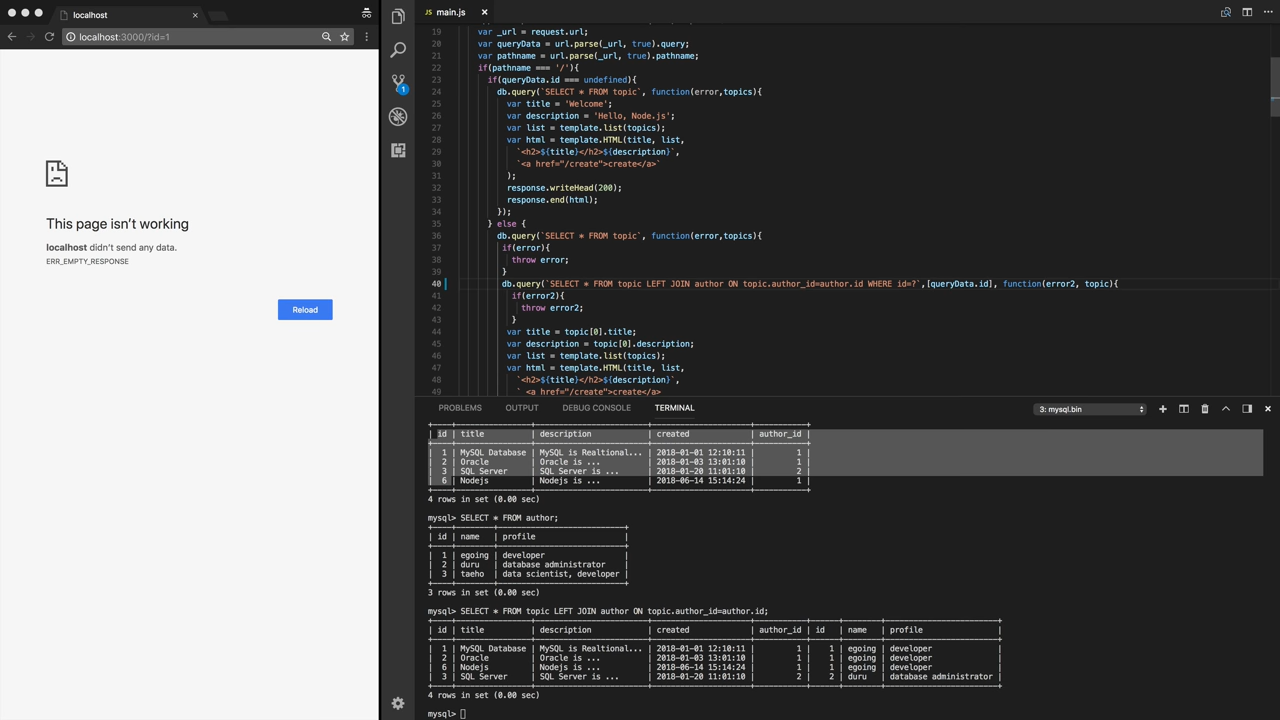 localhost
localhost:3000/?id=1
This page isn’t working
localhost didn’t send any data.
ERR_EMPTY_RESPONSE
Reload
1
JS main.js
19 var _url = request.url;
20 var queryData = url.parse(_url, true).query;
21 var pathname = url.parse(_url, true).pathname;
22 if(pathname === '/'){
23 if(queryData.id === undefined){
24 db.query(`SELECT * FROM topic`, function(error,topics){
25 var title = 'Welcome';
26 var description = 'Hello, Node.js';
27 var list = template.list(topics);
28 var html = template.HTML(title, list,
29 `<h2>${title}</h2>${description}`,
30 `<a href="/create">create</a>`
31 );
32 response.writeHead(200);
33 response.end(html);
34 });
35 } else {
36 db.query(`SELECT * FROM topic`, function(error,topics){
37 if(error){
38 throw error;
39 }
40 db.query(`SELECT * FROM topic LEFT JOIN author ON topic.author_id=author.id WHERE id=?`,[queryData.id], function(error2, topic){
41 if(error2){
42 throw error2;
43 }
44 var title = topic[0].title;
45 var description = topic[0].description;
46 var list = template.list(topics);
47 var html = template.HTML(title, list,
48 `<h2>${title}</h2>${description}`,
49 ` <a href="/create">create</a>
PROBLEMS OUTPUT DEBUG CONSOLE TERMINAL 3: mysql.bin
| id | title | description | created | author_id |
| 1 | MySQL Database | MySQL is Realtional... | 2018-01-01 12:10:11 | 1 |
| 2 | Oracle | Oracle is ... | 2018-01-03 13:01:10 | 1 |
| 3 | SQL Server | SQL Server is ... | 2018-01-20 11:01:10 | 2 |
| 6 | Nodejs | Nodejs is ... | 2018-06-14 15:14:24 | 1 |
4 rows in set (0.00 sec)
mysql> SELECT * FROM author;
| id | name | profile |
| 1 | egoing | developer |
| 2 | duru | database administrator |
| 3 | taeho | data scientist, developer |
3 rows in set (0.00 sec)
mysql> SELECT * FROM topic LEFT JOIN author ON topic.author_id=author.id;
| id | title | description | created | author_id | id | name | profile |
| 1 | MySQL Database | MySQL is Realtional... | 2018-01-01 12:10:11 | 1 | 1 | egoing | developer |
| 2 | Oracle | Oracle is ... | 2018-01-03 13:01:10 | 1 | 1 | egoing | developer |
| 6 | Nodejs | Nodejs is ... | 2018-06-14 15:14:24 | 1 | 1 | egoing | developer |
| 3 | SQL Server | SQL Server is ... | 2018-01-20 11:01:10 | 2 | 2 | duru | database administrator |
4 rows in set (0.00 sec)
mysql>